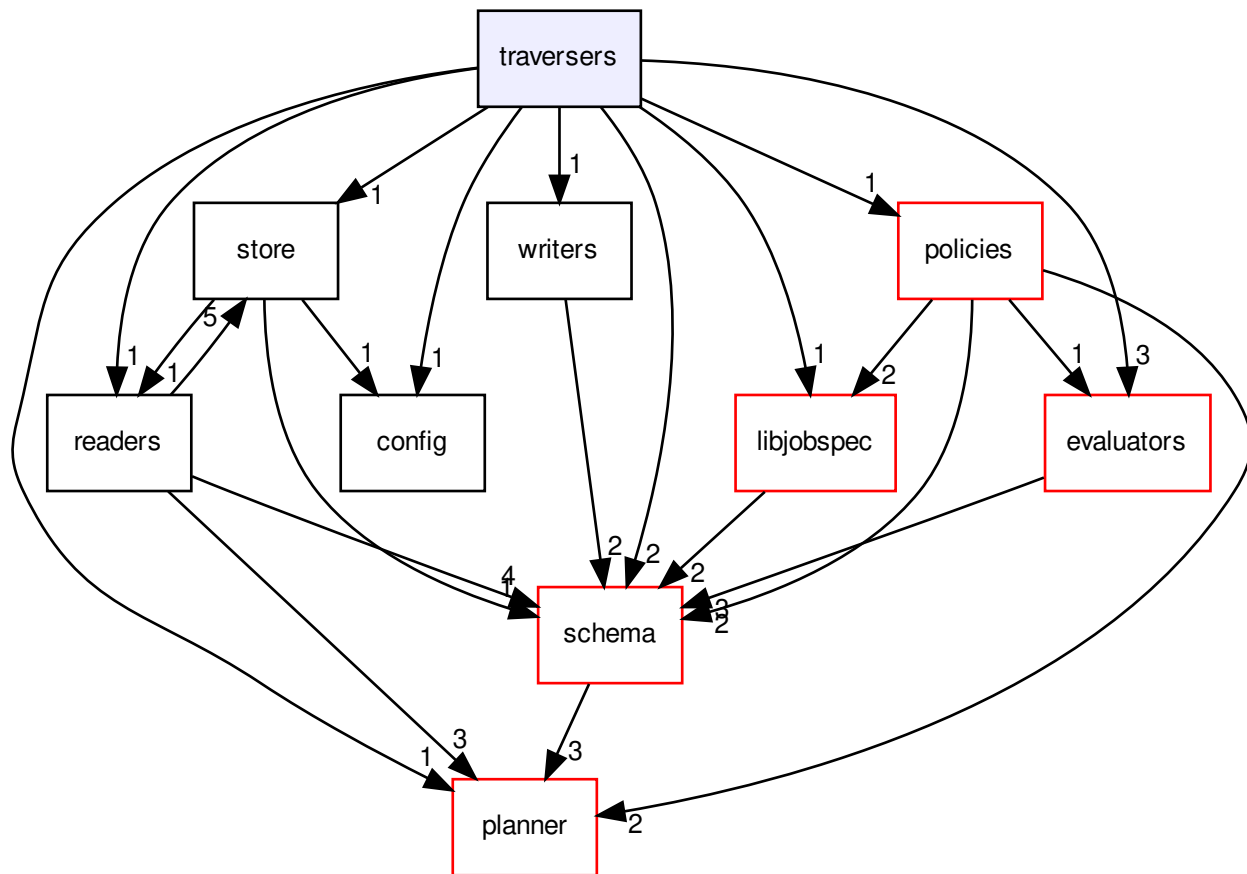 traversers
1
1
1
store
writers
policies
5
1
1
1
1
1
2
1
3
readers
config
libjobspec
evaluators
4
1
2
2
2
3
2
schema
1
3
3
2
planner